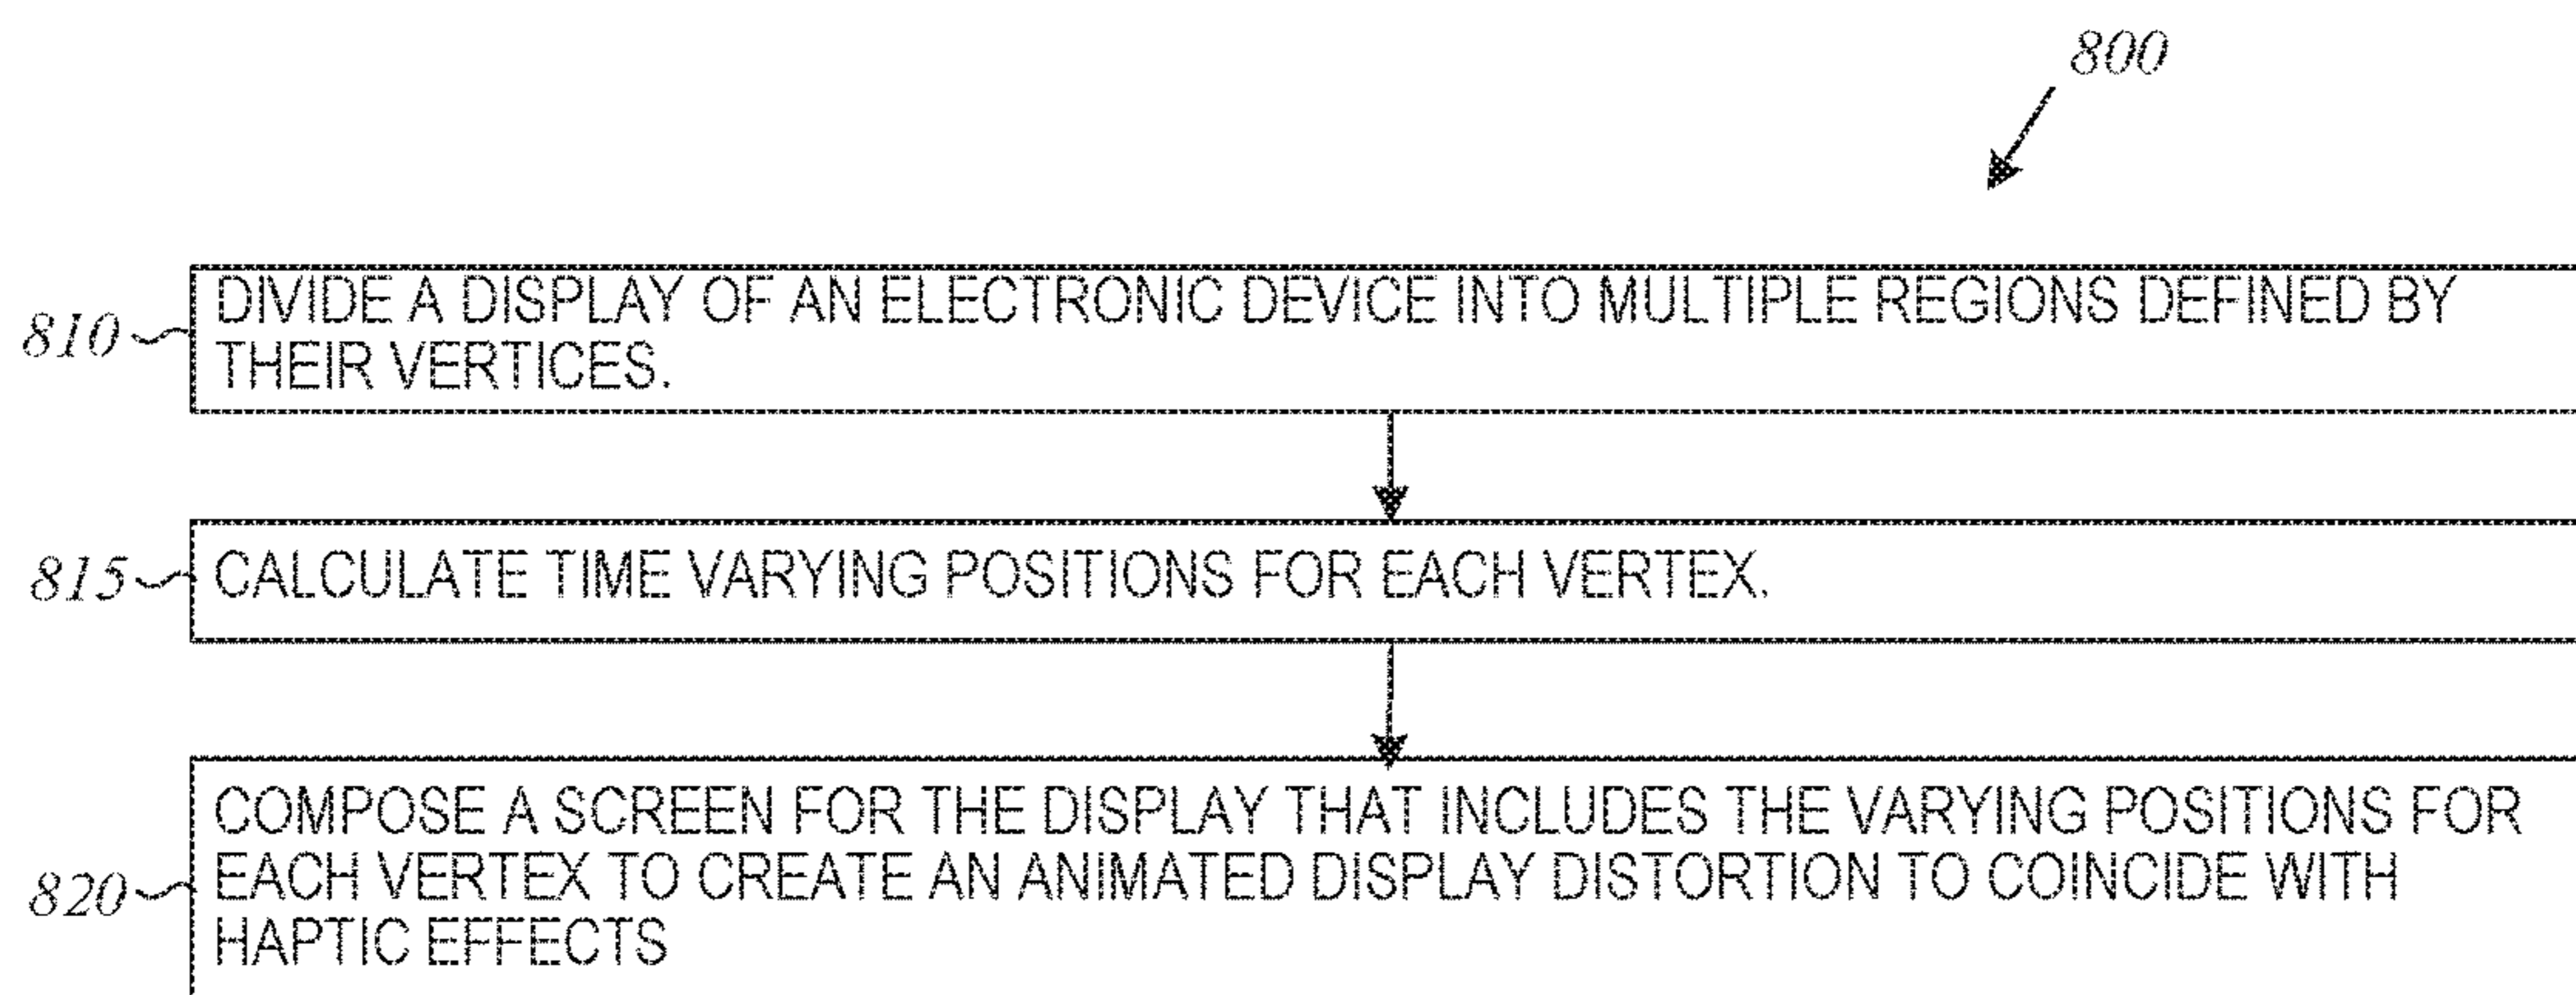 800
810
DIVIDE A DISPLAY OF AN ELECTRONIC DEVICE INTO MULTIPLE REGIONS DEFINED BY
THEIR VERTICES.
815
CALCULATE TIME VARYING POSITIONS FOR EACH VERTEX.
820
COMPOSE A SCREEN FOR THE DISPLAY THAT INCLUDES THE VARYING POSITIONS FOR
EACH VERTEX TO CREATE AN ANIMATED DISPLAY DISTORTION TO COINCIDE WITH
HAPTIC EFFECTS